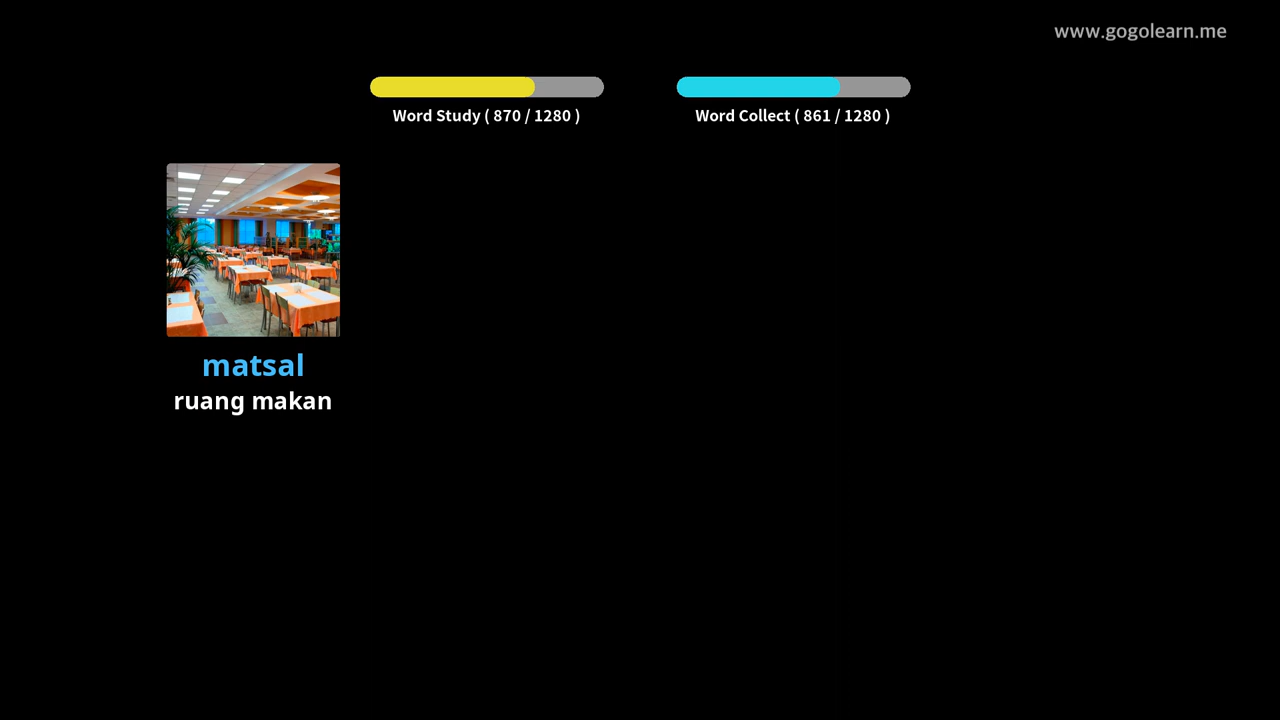 www.gogolearn.me
Word Study ( 870 / 1280 )
Word Collect ( 861 / 1280 )
matsal
ruang makan